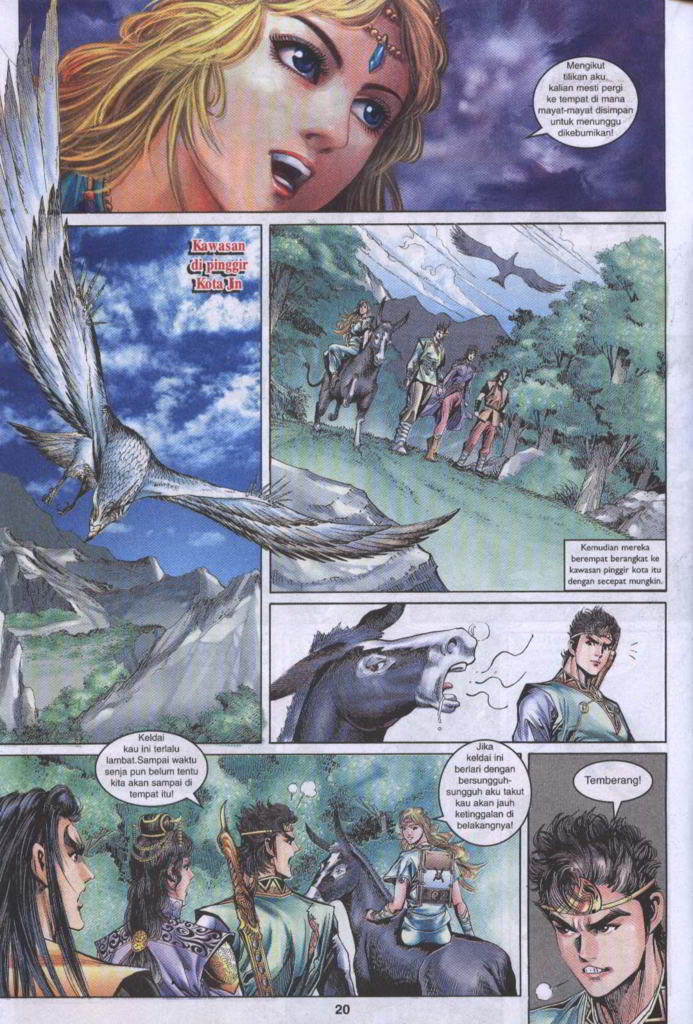 Mengikut
tilikan aku,
kalian mesti pergi
ke tempat di mana
mayat-mayat disimpan
untuk menunggu
dikebumikan!
Kawasan
di pinggir
Kota Jn
Kemudian mereka
berempat berangkat ke
kawasan pinggir kota itu
dengan secepat mungkin.
Keldai
kau ini terlalu
lambat.Sampai waktu
senja pun belum tentu
kita akan sampai di
tempat itu!
Jika
keldai ini
berlari dengan
bersungguh-
sungguh aku takut
kau akan jauh
ketinggalan di
belakangnya!
Temberang!
20